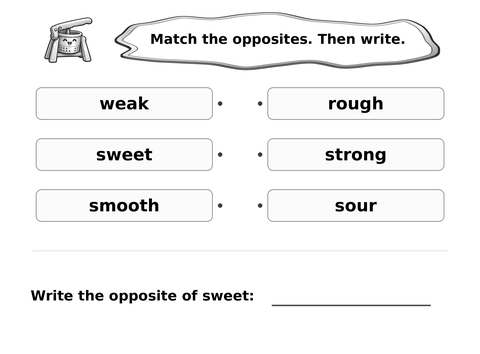 Match the opposites. Then write.
weak rough
sweet strong
smooth sour
Write the opposite of sweet: